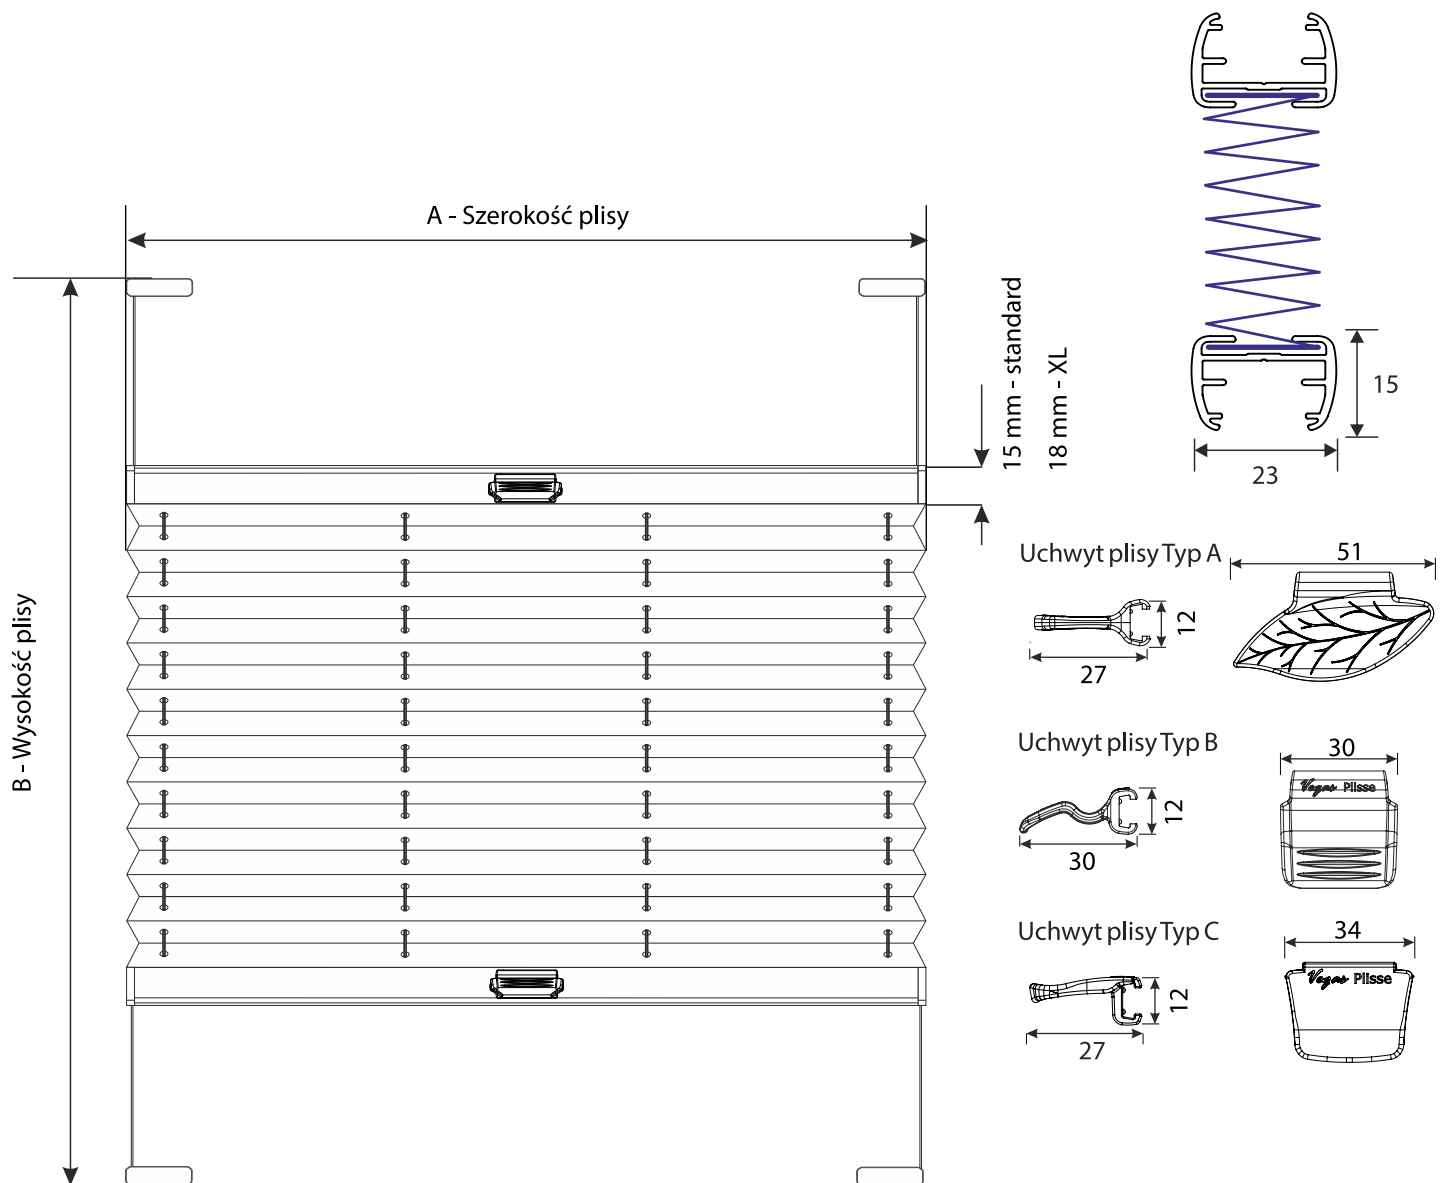 A - Szerokość plisy
B - Wysokość plisy
15 mm - standard
18 mm - XL
15
23
Uchwyt plisy Typ A
51
12
27
Uchwyt plisy Typ B
30
Vegas Plisse
12
30
Uchwyt plisy Typ C
34
Vegas Plisse
12
27